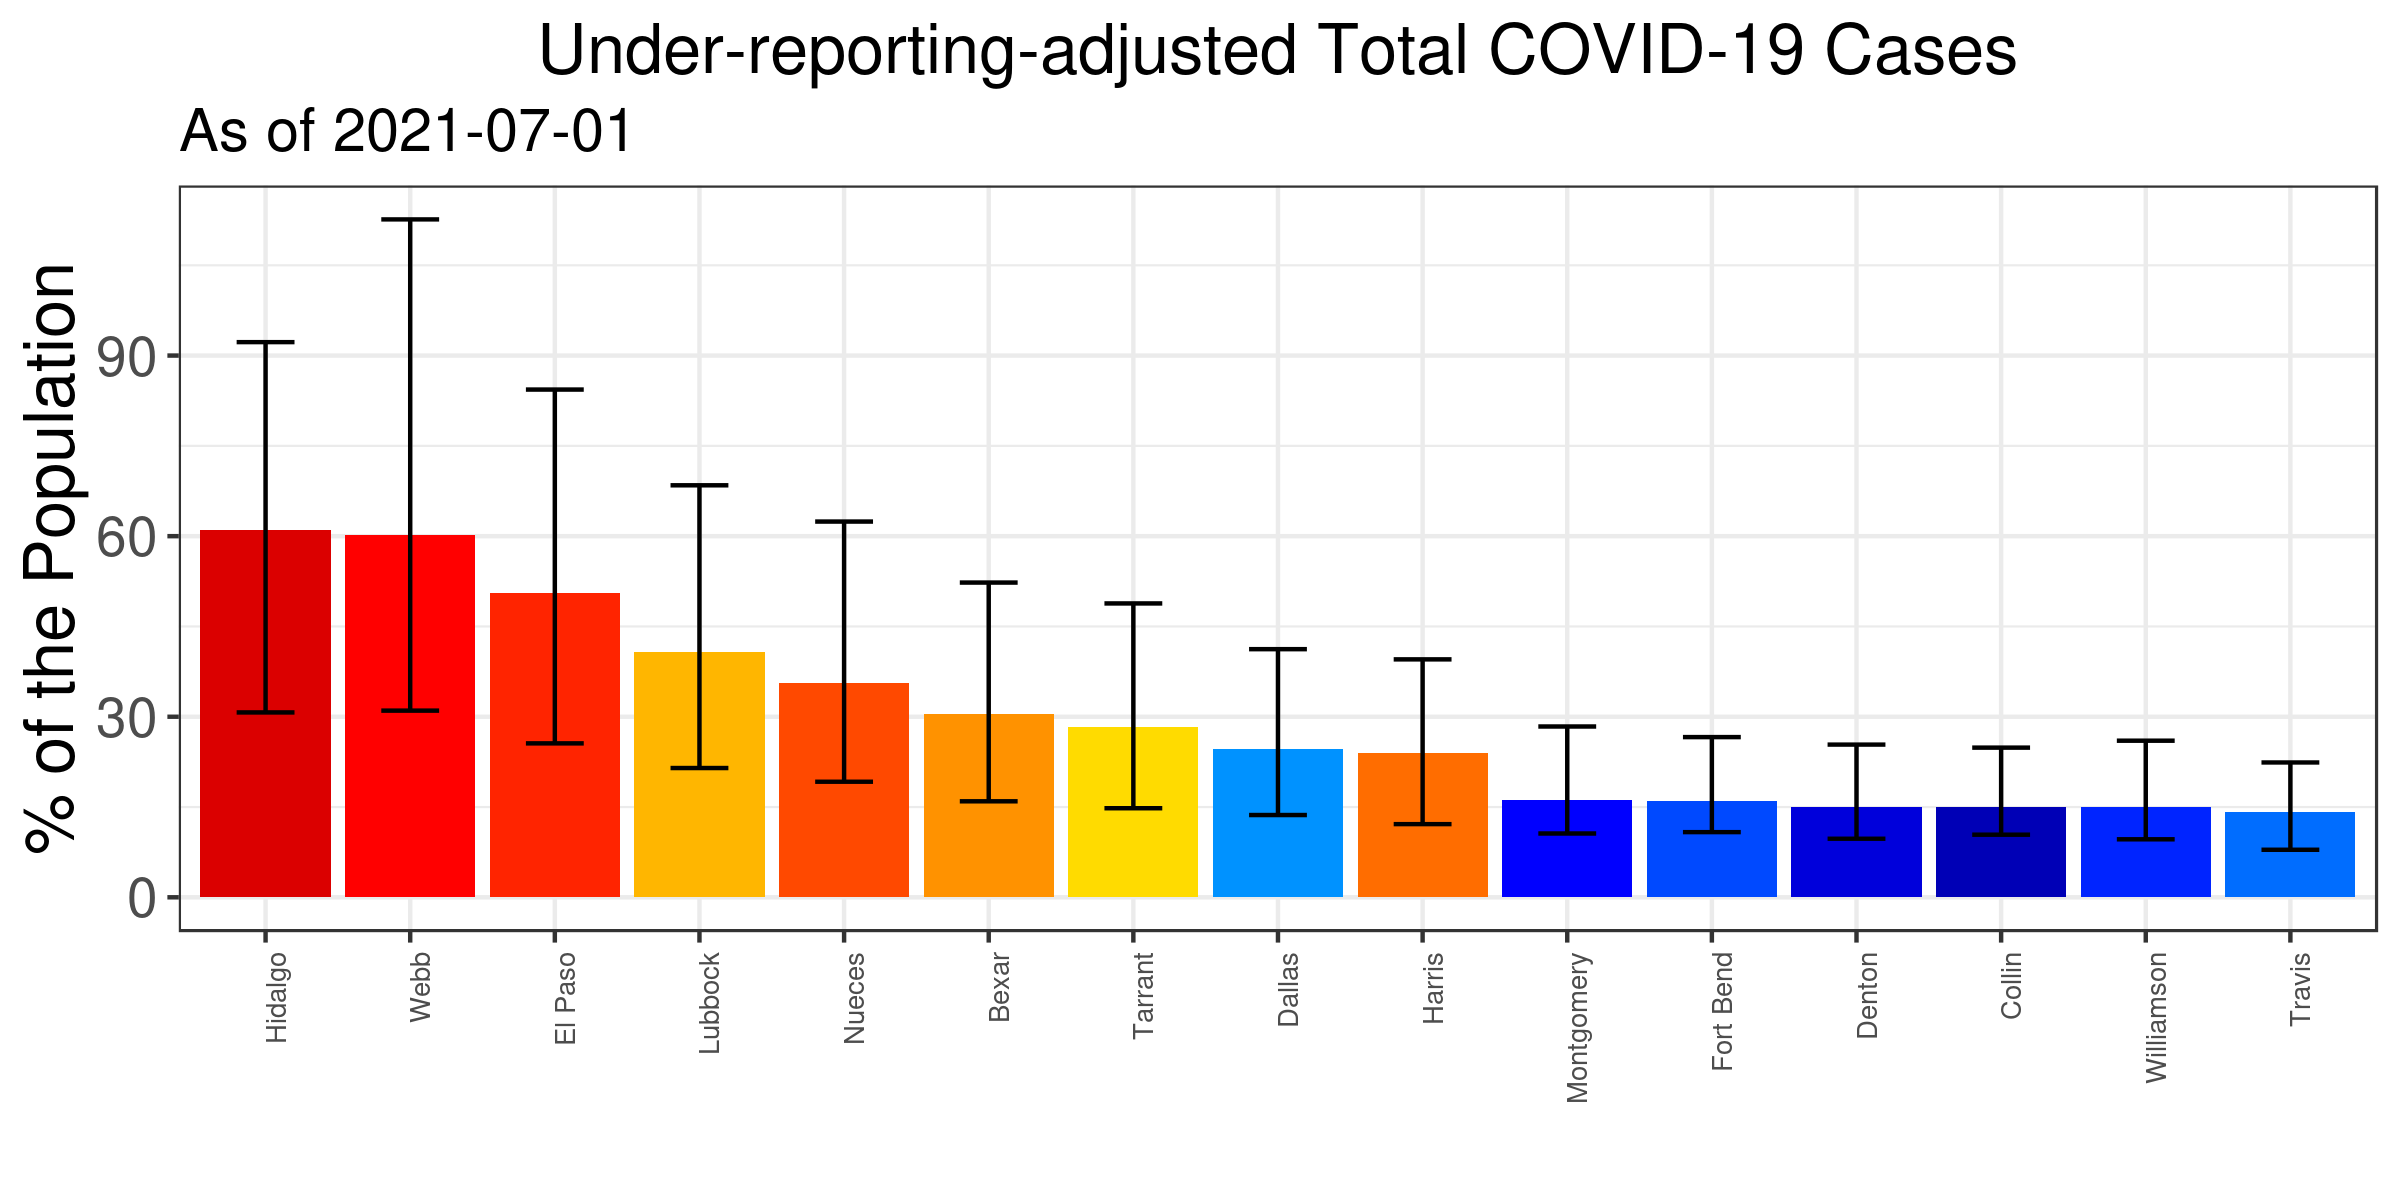 Under-reporting-adjusted Total COVID-19 Cases
As of 2021-07-01
% of the Population
90
60
30
0
Hidalgo
Webb
El Paso
Lubbock
Nueces
Bexar
Tarrant
Dallas
Harris
Montgomery
Fort Bend
Denton
Collin
Williamson
Travis